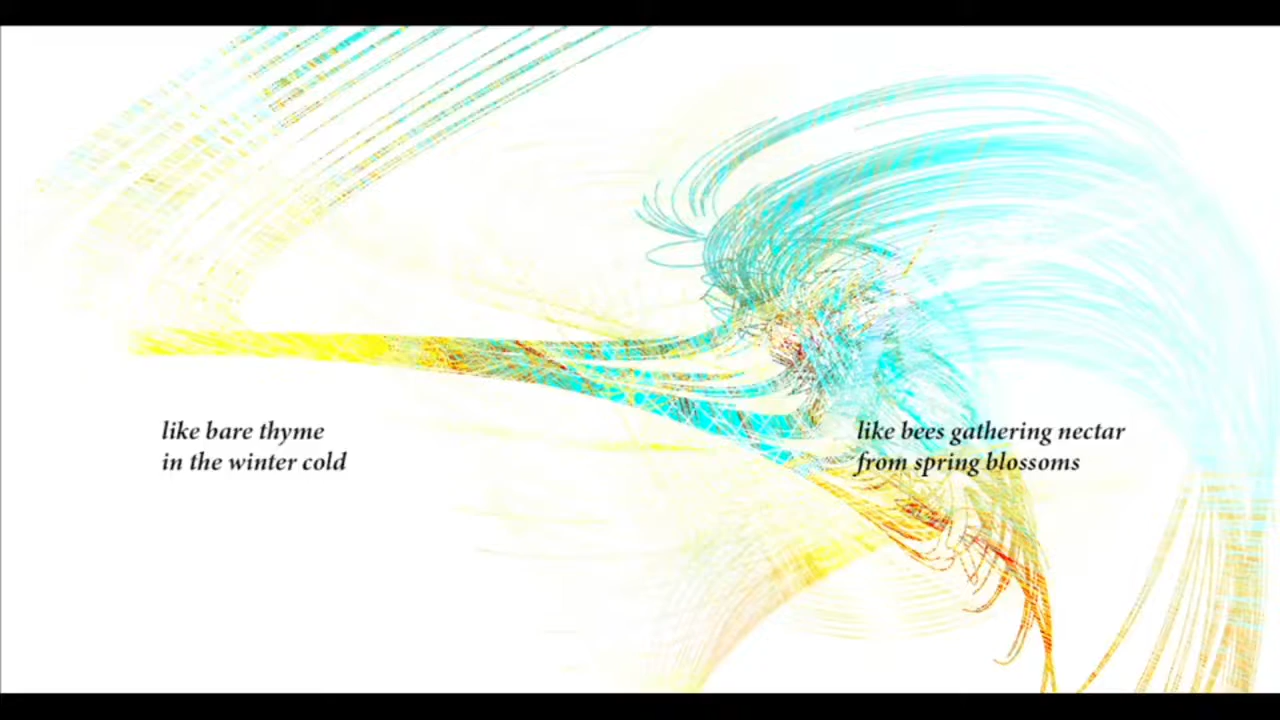 like bare thyme
in the winter cold
like bees gathering nectar
from spring blossoms